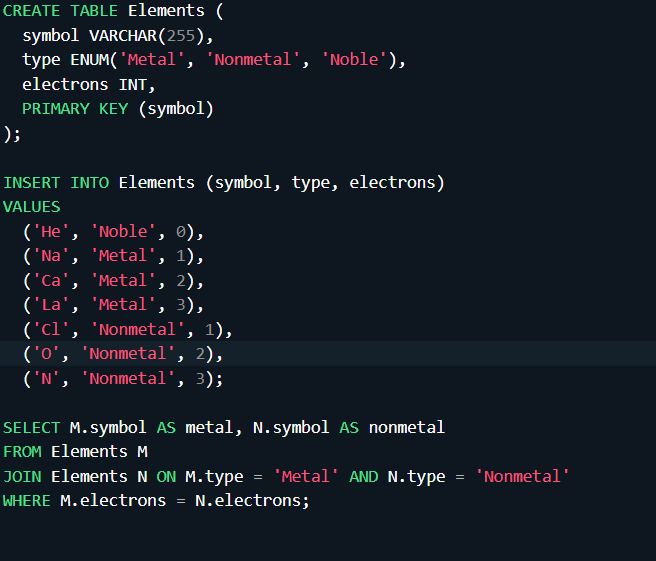 CREATE TABLE Elements (
  symbol VARCHAR(255),
  type ENUM('Metal', 'Nonmetal', 'Noble'),
  electrons INT,
  PRIMARY KEY (symbol)
);

INSERT INTO Elements (symbol, type, electrons)
VALUES
  ('He', 'Noble', 0),
  ('Na', 'Metal', 1),
  ('Ca', 'Metal', 2),
  ('La', 'Metal', 3),
  ('Cl', 'Nonmetal', 1),
  ('O', 'Nonmetal', 2),
  ('N', 'Nonmetal', 3);

SELECT M.symbol AS metal, N.symbol AS nonmetal
FROM Elements M
JOIN Elements N ON M.type = 'Metal' AND N.type = 'Nonmetal'
WHERE M.electrons = N.electrons;